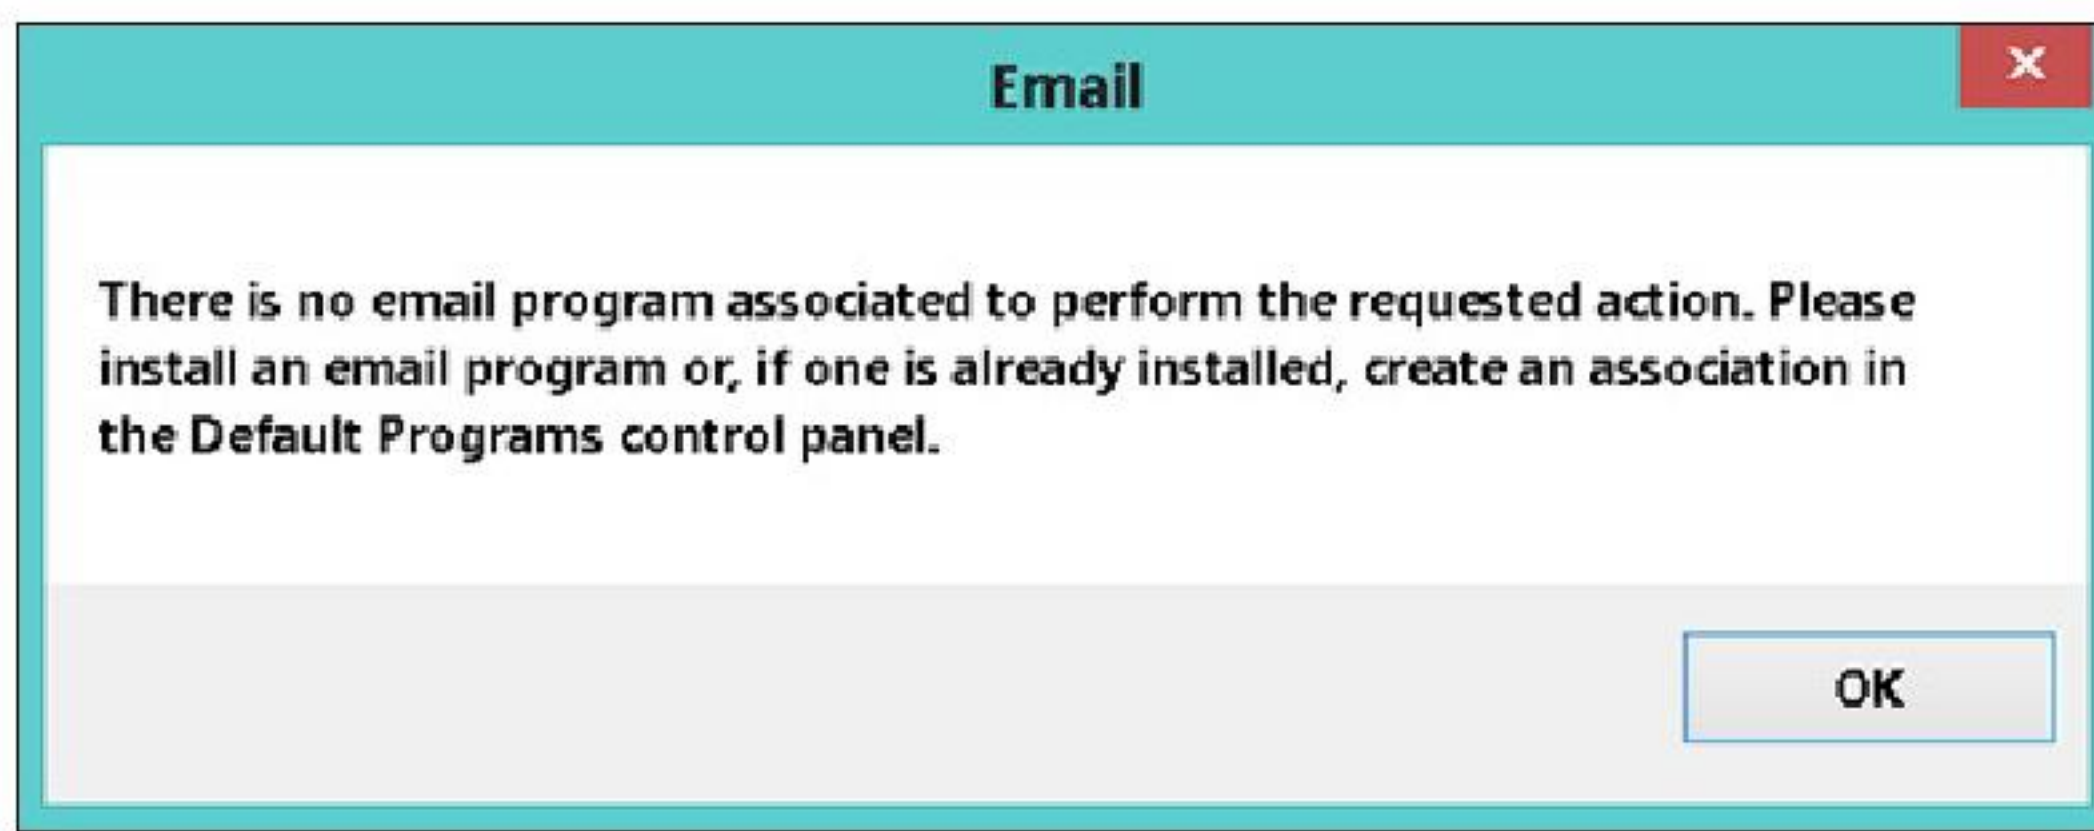 Email
There is no email program associated to perform the requested action. Please
install an email program or, if one is already installed, create an association in
the Default Programs control panel.
OK